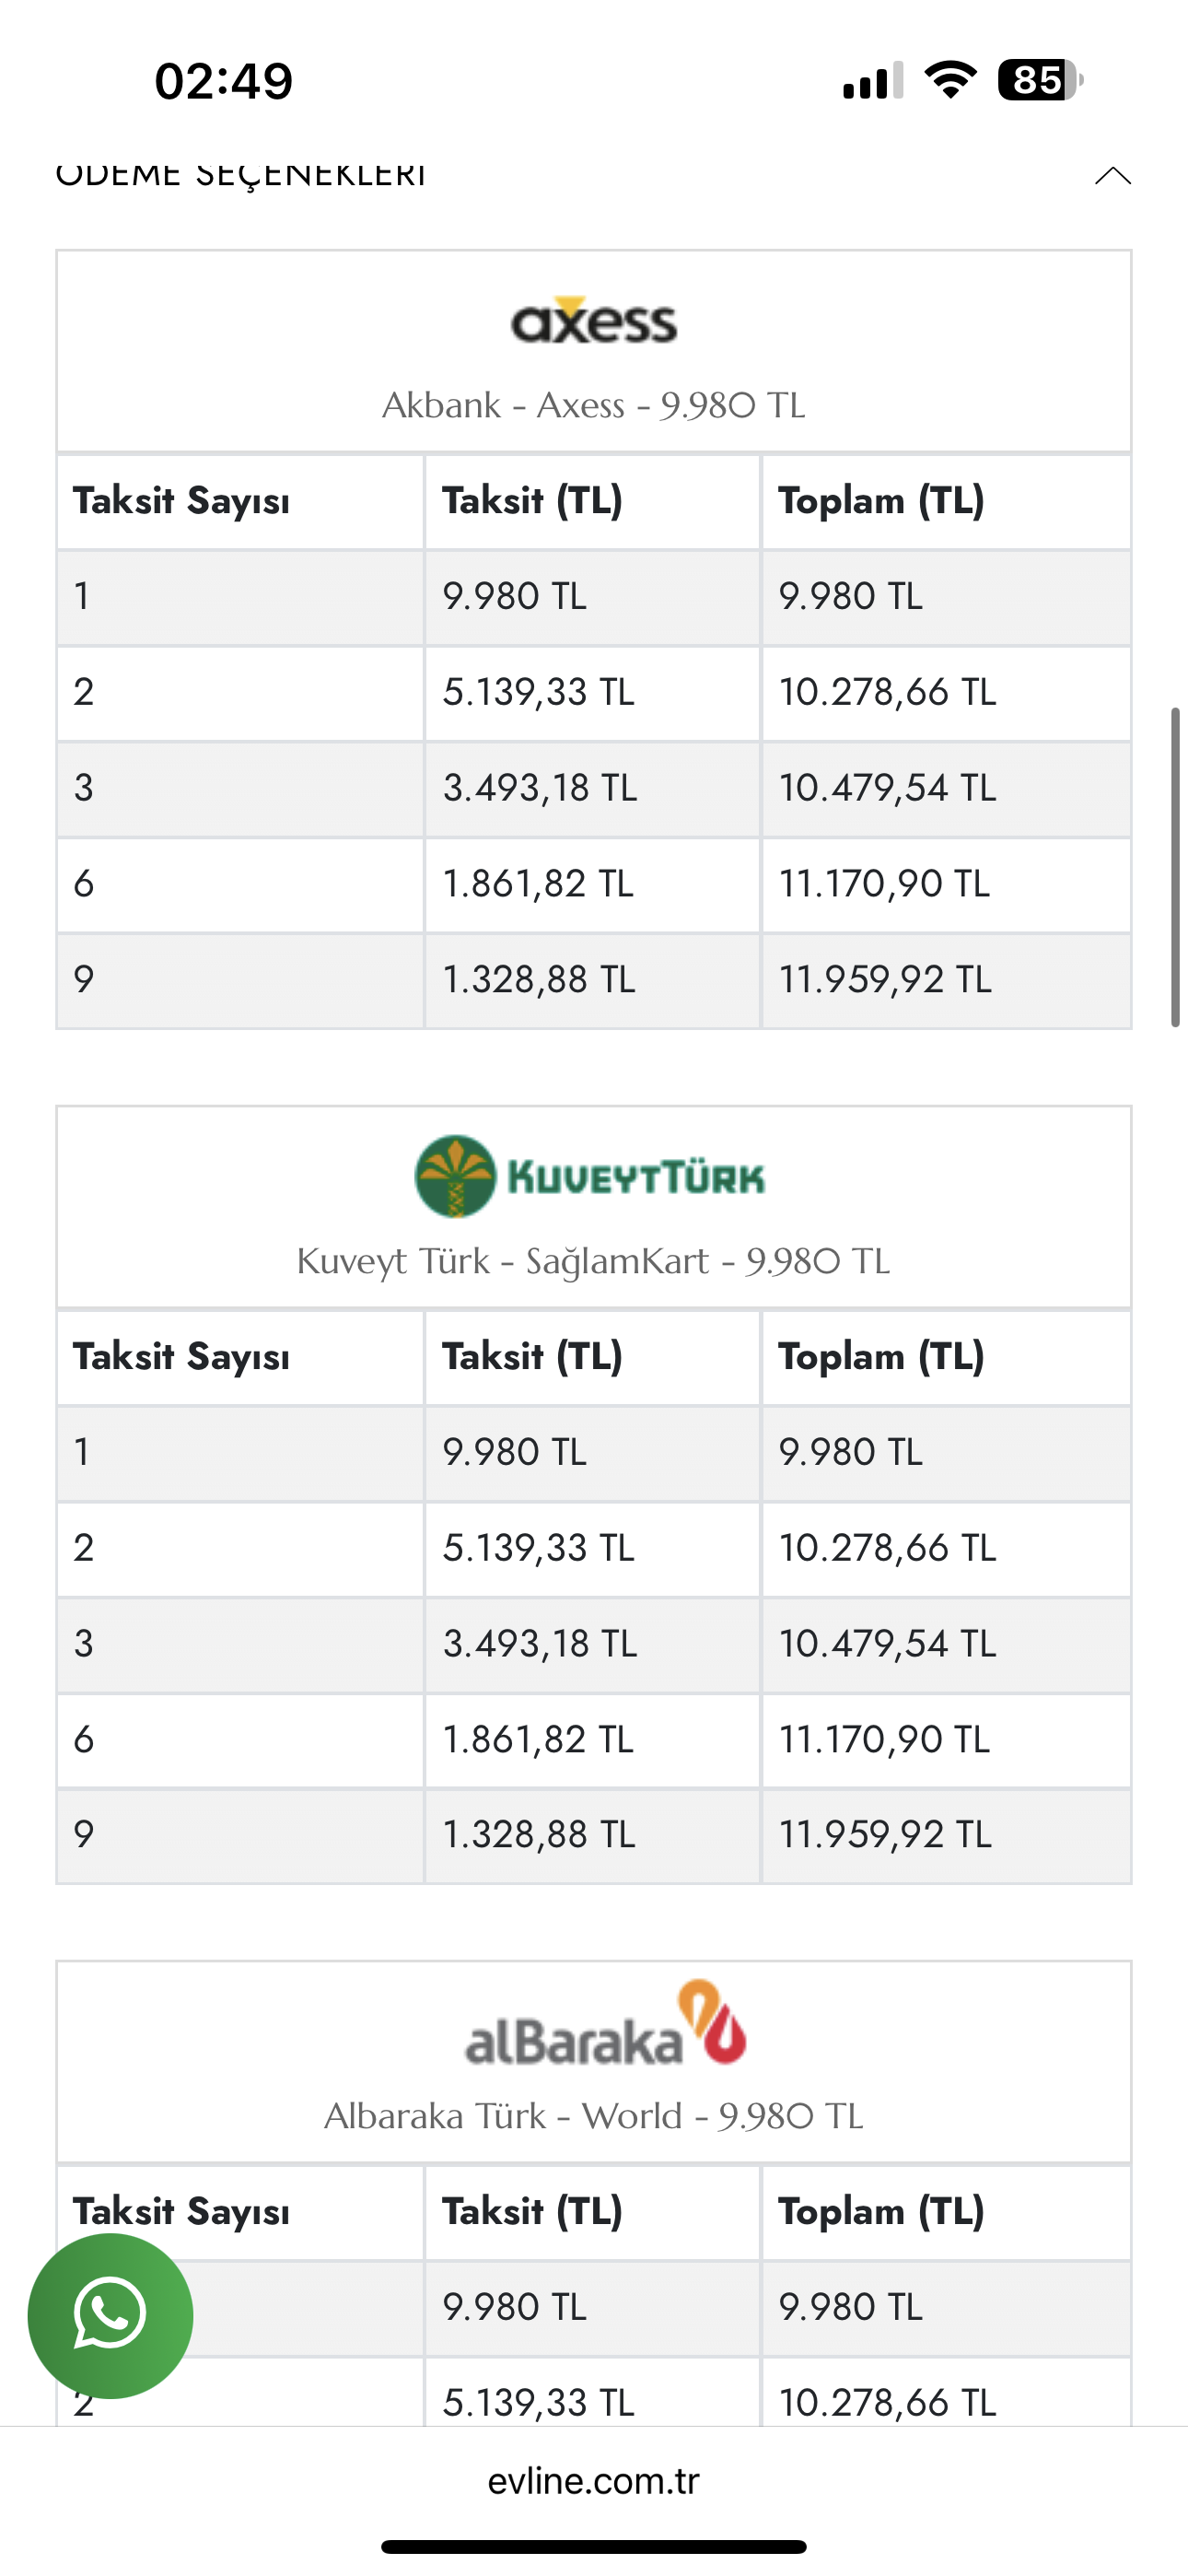 02:49
85
ÖDEME SEÇENEKLERİ
axess
Akbank - Axess - 9.980 TL
Taksit Sayısı Taksit (TL) Toplam (TL)
1 9.980 TL 9.980 TL
2 5.139,33 TL 10.278,66 TL
3 3.493,18 TL 10.479,54 TL
6 1.861,82 TL 11.170,90 TL
9 1.328,88 TL 11.959,92 TL
KUVEYTTÜRK
Kuveyt Türk - SağlamKart - 9.980 TL
Taksit Sayısı Taksit (TL) Toplam (TL)
1 9.980 TL 9.980 TL
2 5.139,33 TL 10.278,66 TL
3 3.493,18 TL 10.479,54 TL
6 1.861,82 TL 11.170,90 TL
9 1.328,88 TL 11.959,92 TL
alBaraka
Albaraka Türk - World - 9.980 TL
Taksit Sayısı Taksit (TL) Toplam (TL)
9.980 TL 9.980 TL
2 5.139,33 TL 10.278,66 TL
evline.com.tr